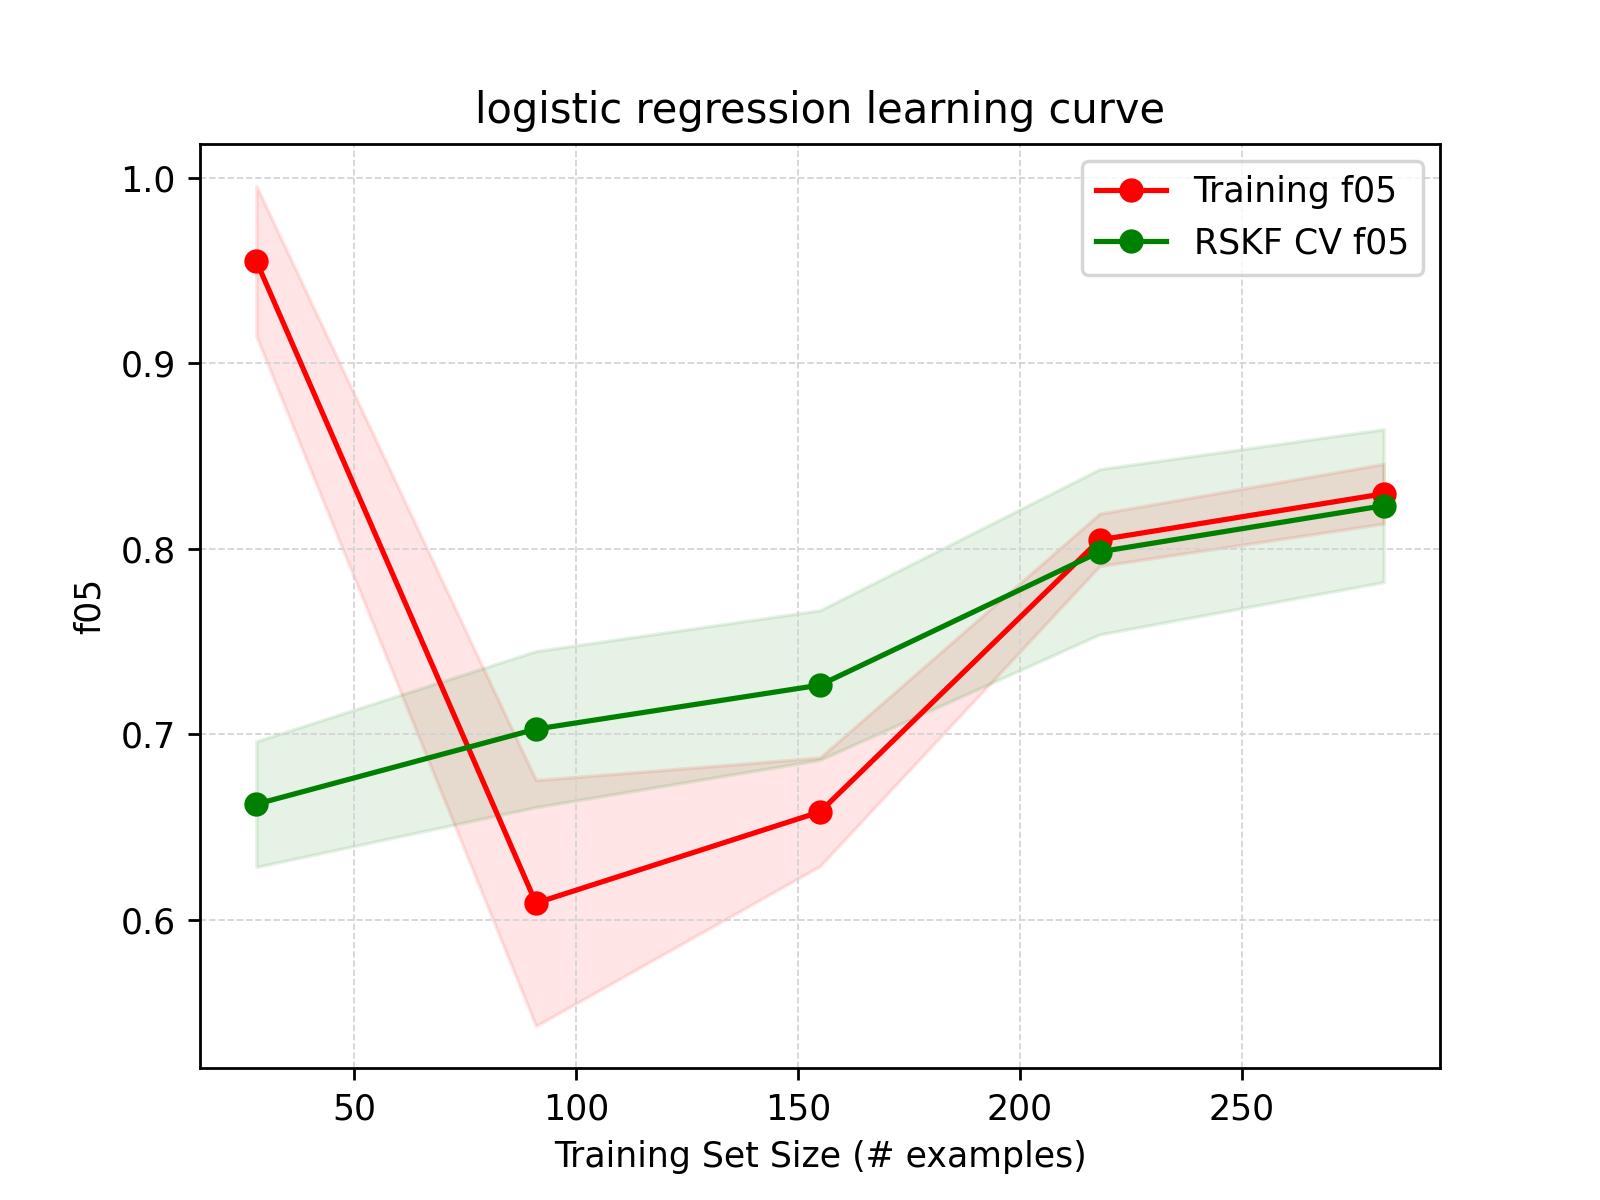 logistic regression learning curve
Training f05
RSKF CV f05
1.0
0.9
0.8
0.7
0.6
f05
50
100
150
200
250
Training Set Size (# examples)